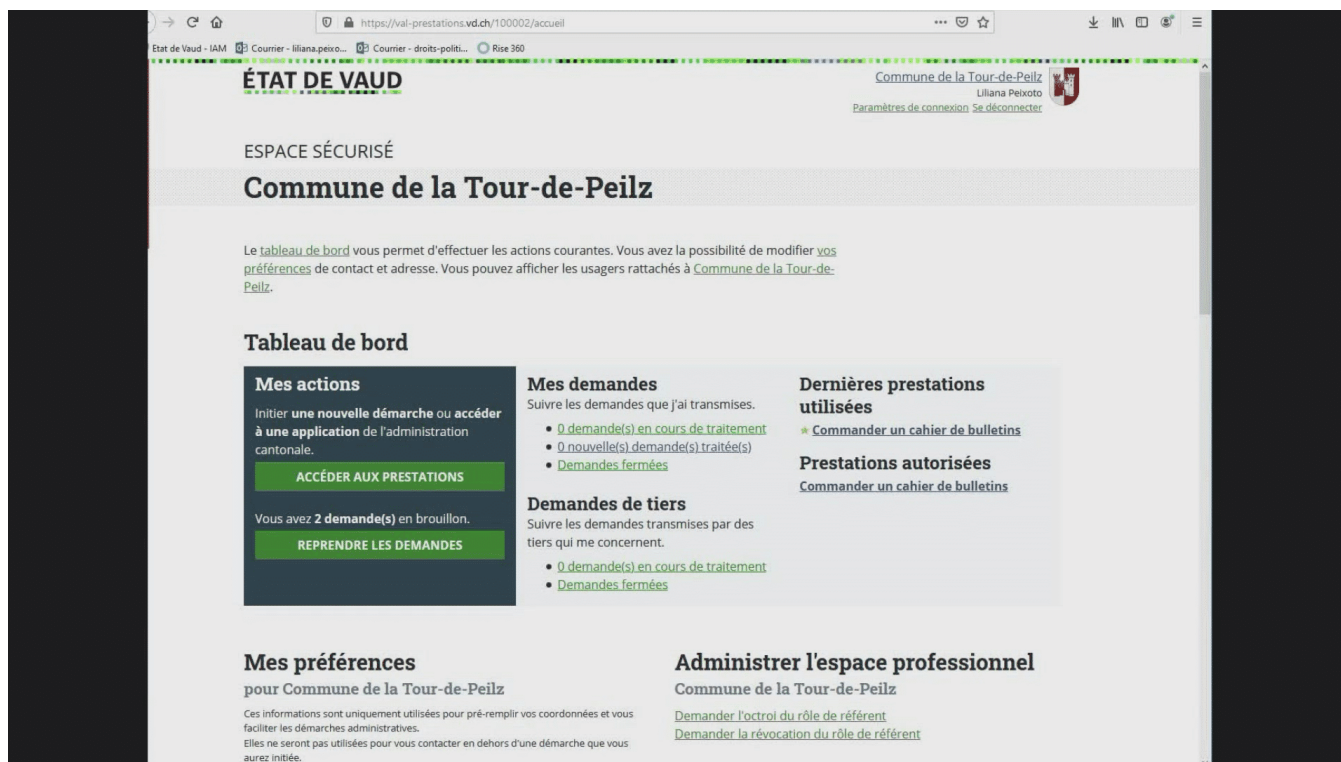 https://val-prestations.vd.ch/100002/accueil
Etat de Vaud - IAM
Courrier - liliana.peixo...
Courrier - droits-politi...
Rise 360
ÉTAT DE VAUD
Commune de la Tour-de-Peilz
Liliana Peixoto
Paramètres de connexion Se déconnecter
ESPACE SÉCURISÉ
Commune de la Tour-de-Peilz
Le tableau de bord vous permet d'effectuer les actions courantes. Vous avez la possibilité de modifier vos
préférences de contact et adresse. Vous pouvez afficher les usagers rattachés à Commune de la Tour-de-
Peilz.
Tableau de bord
Mes actions
Initier une nouvelle démarche ou accéder
à une application de l'administration
cantonale.
ACCÉDER AUX PRESTATIONS
Vous avez 2 demande(s) en brouillon.
REPRENDRE LES DEMANDES
Mes demandes
Suivre les demandes que j'ai transmises.
• 0 demande(s) en cours de traitement
• 0 nouvelle(s) demande(s) traitée(s)
• Demandes fermées
Demandes de tiers
Suivre les demandes transmises par des
tiers qui me concernent.
• 0 demande(s) en cours de traitement
• Demandes fermées
Dernières prestations
utilisées
Commander un cahier de bulletins
Prestations autorisées
Commander un cahier de bulletins
Mes préférences
pour Commune de la Tour-de-Peilz
Ces informations sont uniquement utilisées pour pré-remplir vos coordonnées et vous
faciliter les démarches administratives.
Elles ne seront pas utilisées pour vous contacter en dehors d'une démarche que vous
aurez initiée.
Administrer l'espace professionnel
Commune de la Tour-de-Peilz
Demander l'octroi du rôle de référent
Demander la révocation du rôle de référent